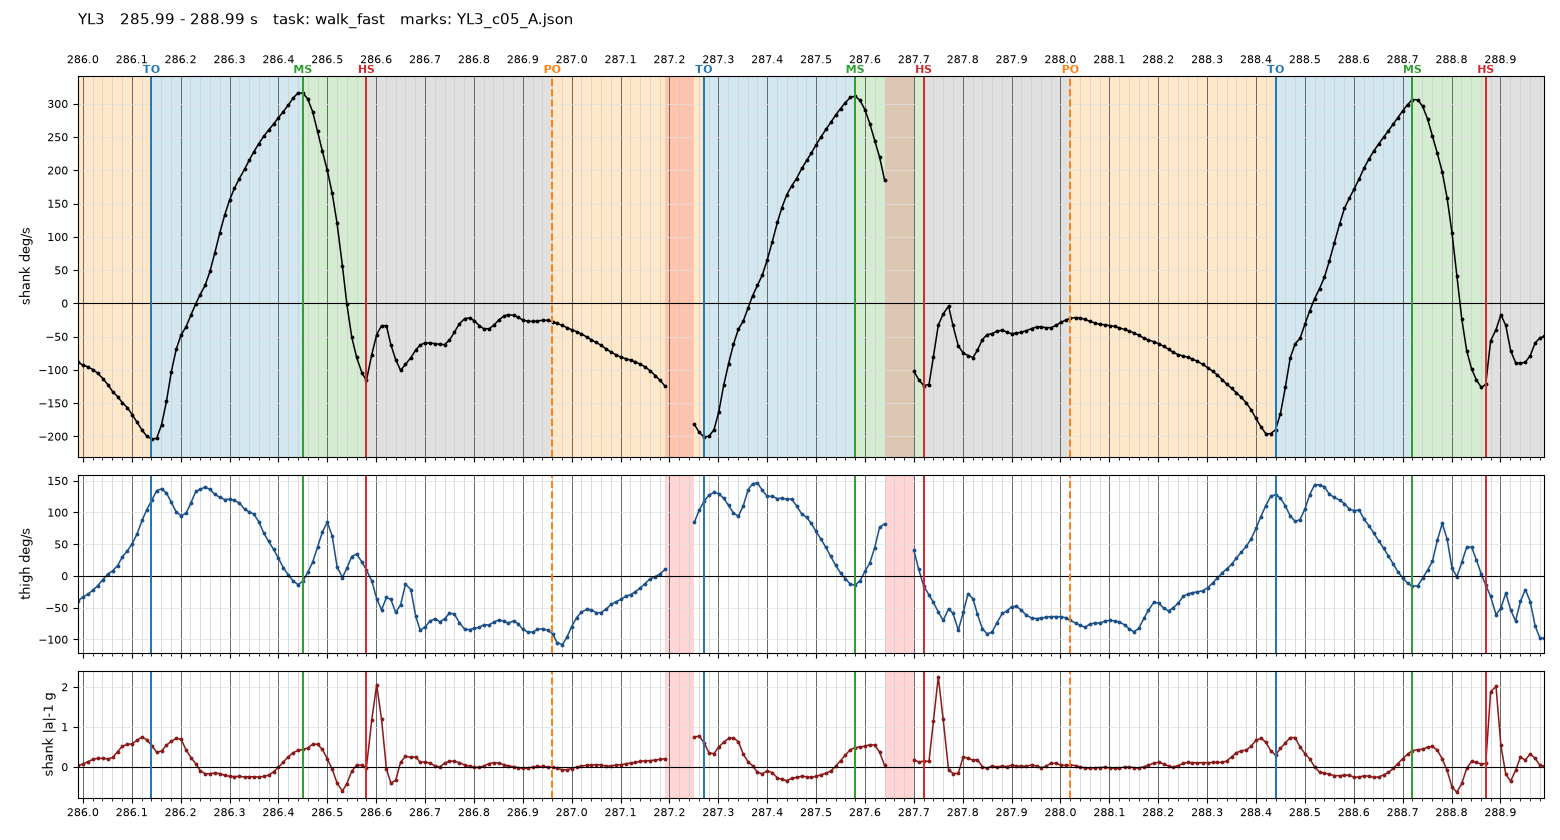 YL3   285.99 - 288.99 s   task: walk_fast   marks: YL3_c05_A.json
286.0 286.1 286.2 286.3 286.4 286.5 286.6 286.7 286.8 286.9 287.0 287.1 287.2 287.3 287.4 287.5 287.6 287.7 287.8 287.9 288.0 288.1 288.2 288.3 288.4 288.5 288.6 288.7 288.8 288.9
TO MS HS PO TO MS HS PO TO MS HS
300
250
200
150
100
50
0
−50
−100
−150
−200
shank deg/s
150
100
50
0
−50
−100
thigh deg/s
2
1
0
shank |a|-1 g
286.0 286.1 286.2 286.3 286.4 286.5 286.6 286.7 286.8 286.9 287.0 287.1 287.2 287.3 287.4 287.5 287.6 287.7 287.8 287.9 288.0 288.1 288.2 288.3 288.4 288.5 288.6 288.7 288.8 288.9